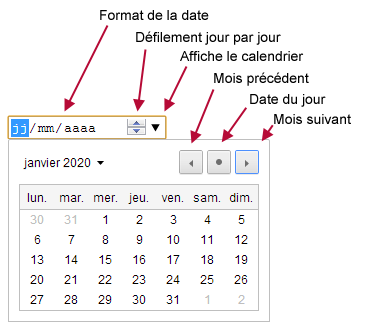 Format de la date
Défilement jour par jour
Affiche le calendrier
Mois précédent
Date du jour
Mois suivant
jj/mm/aaaa
janvier 2020
lun. mar. mer. jeu. ven. sam. dim.
30 31 1 2 3 4 5
6 7 8 9 10 11 12
13 14 15 16 17 18 19
20 21 22 23 24 25 26
27 28 29 30 31 1 2